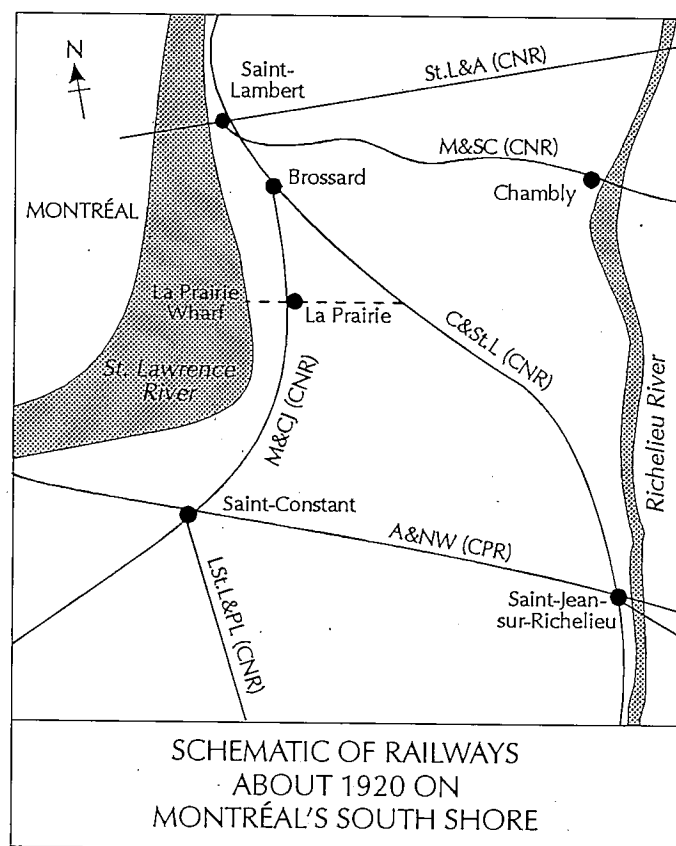 N
Saint-
Lambert
St.L&A (CNR)
M&SC (CNR)
Brossard
Chambly
MONTRÉAL
La Prairie
Wharf
La Prairie
C&St.L (CNR)
St. Lawrence
River
M&CJ (CNR)
Richelieu River
Saint-Constant
A&NW (CPR)
LSt.L&PL (CNR)
Saint-Jean-
sur-Richelieu
SCHEMATIC OF RAILWAYS
ABOUT 1920 ON
MONTRÉAL'S SOUTH SHORE